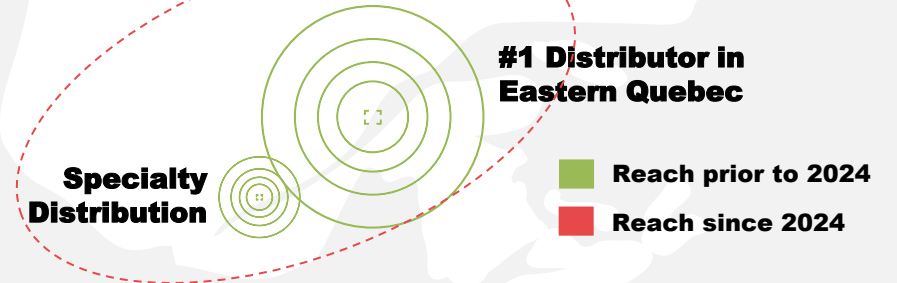 #1 Distributor in
Eastern Quebec
Specialty
Distribution
Reach prior to 2024
Reach since 2024